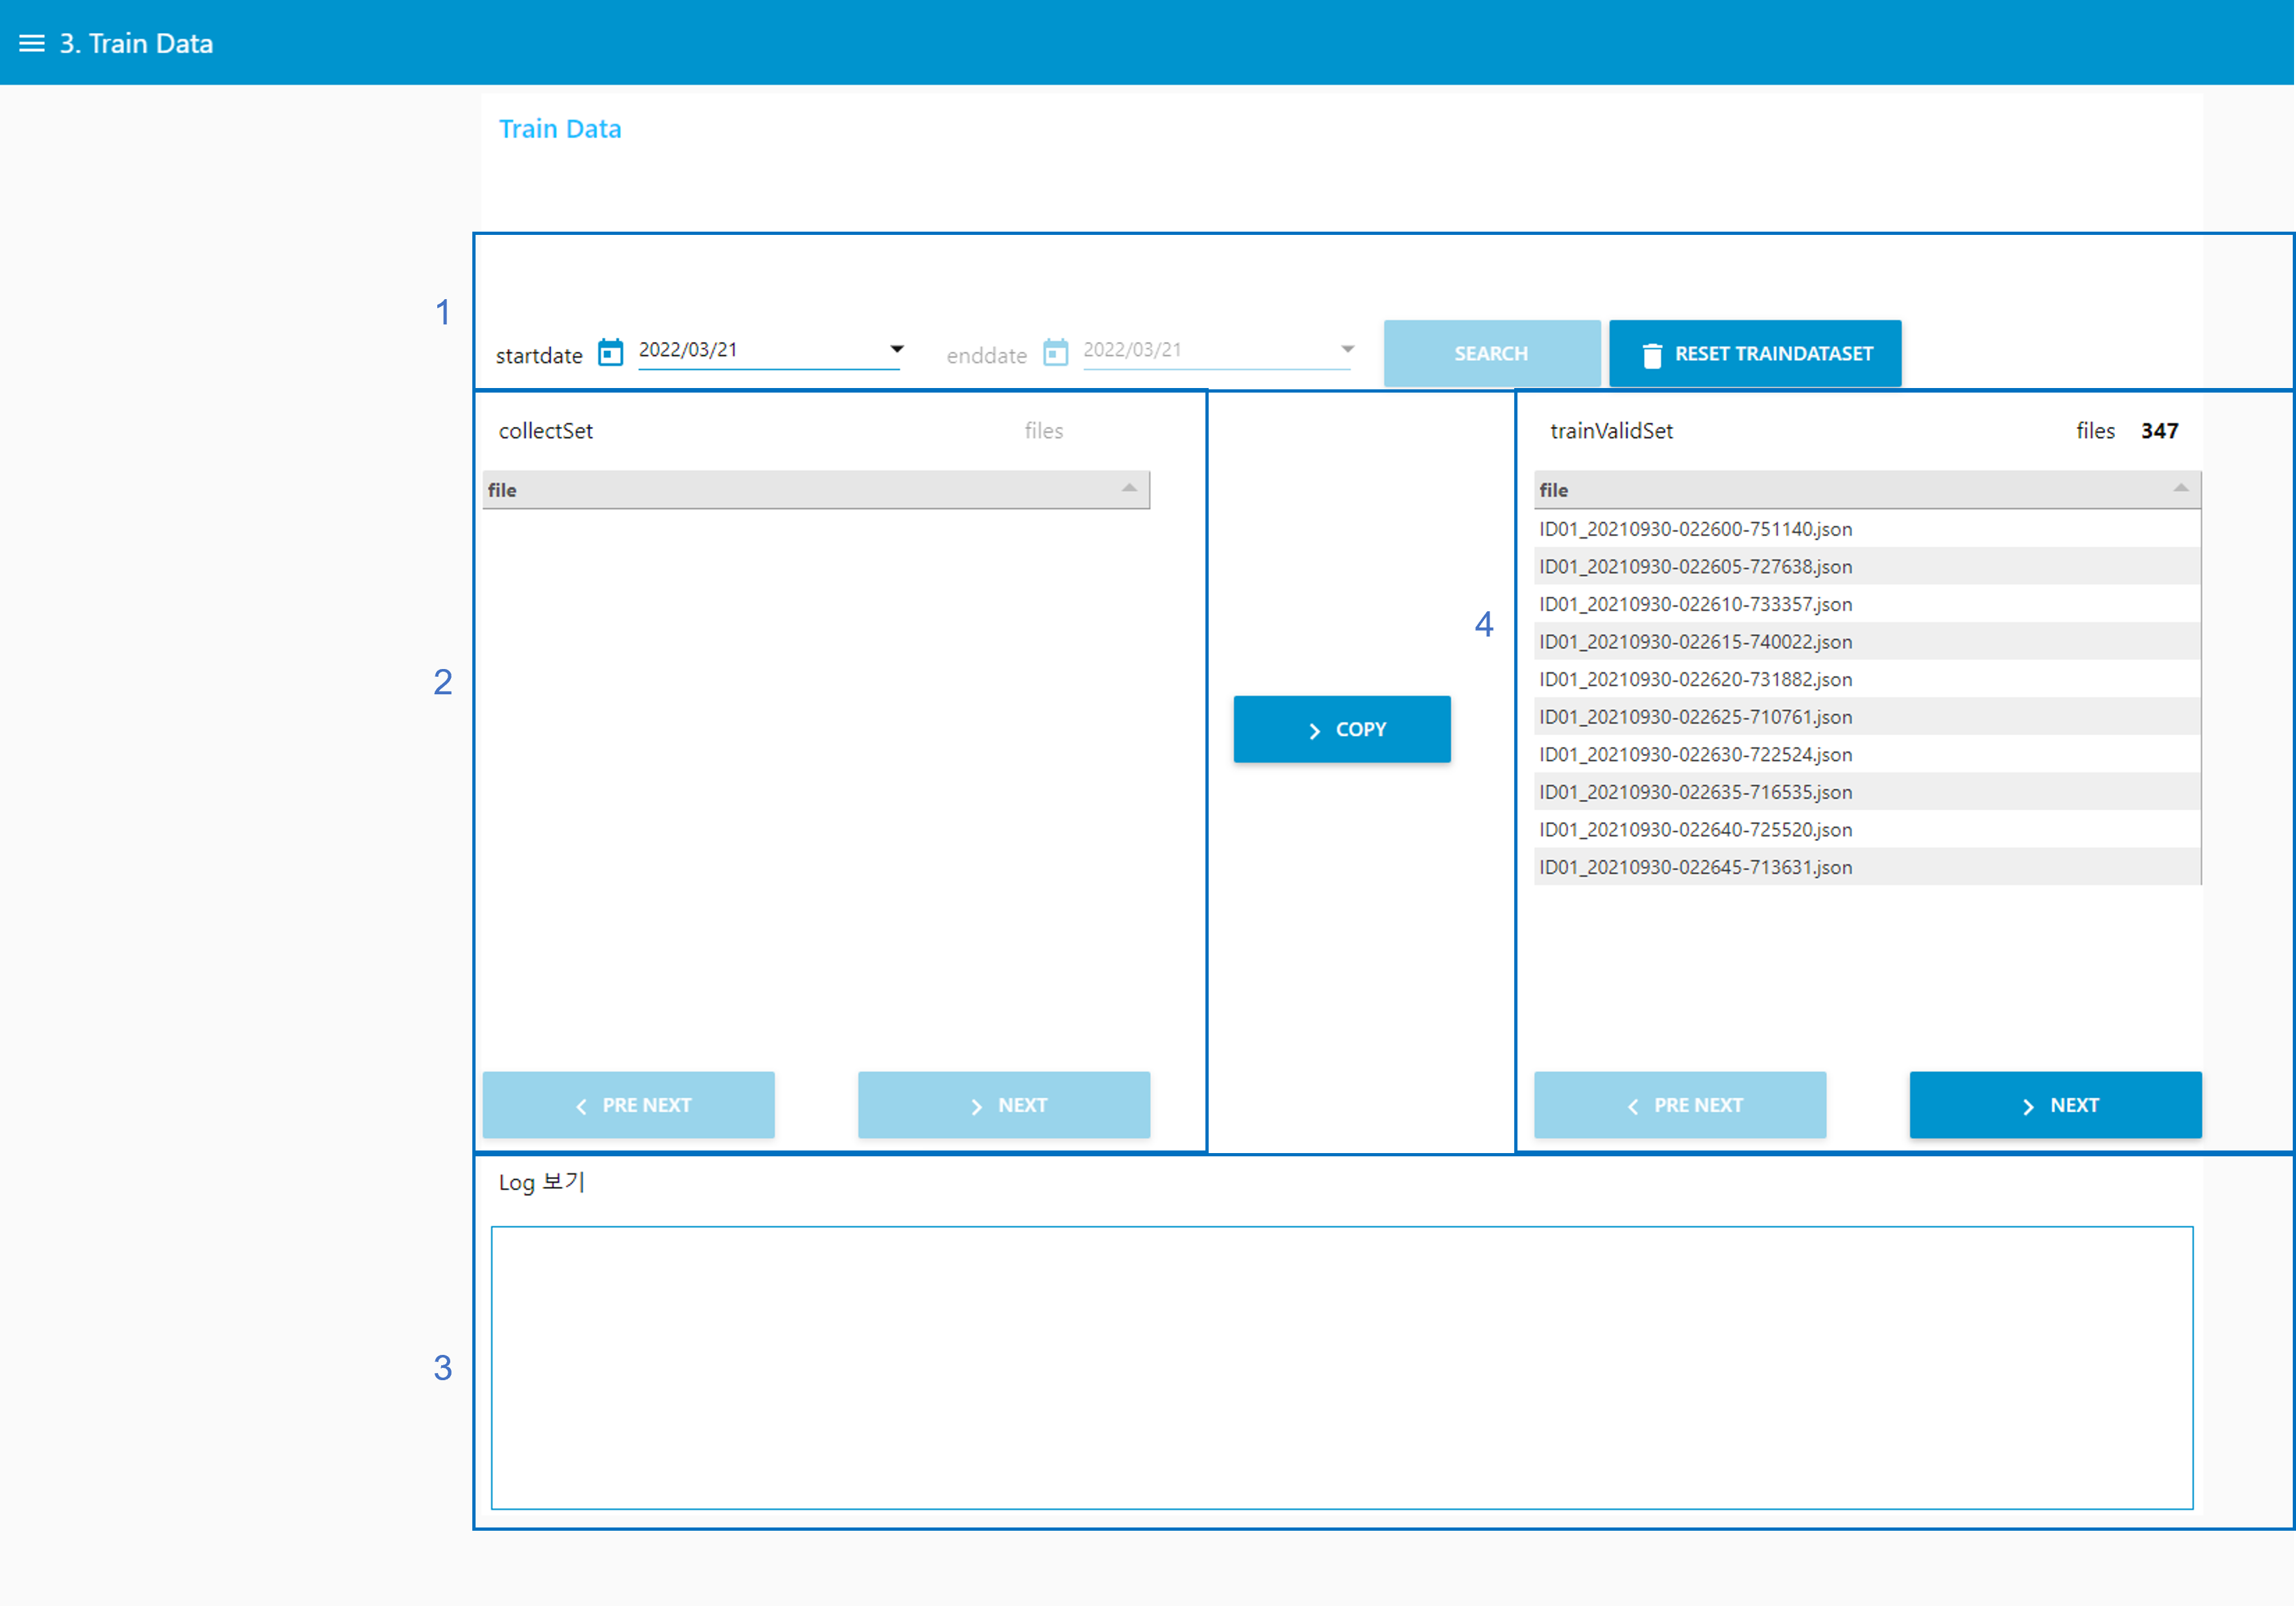 3. Train Data
Train Data
1
startdate 2022/03/21 enddate 2022/03/21 SEARCH RESET TRAINDATASET
collectSet files
file
2
PRE NEXT NEXT
COPY
4
trainValidSet files 347
file
ID01_20210930-022600-751140.json
ID01_20210930-022605-727638.json
ID01_20210930-022610-733357.json
ID01_20210930-022615-740022.json
ID01_20210930-022620-731882.json
ID01_20210930-022625-710761.json
ID01_20210930-022630-722524.json
ID01_20210930-022635-716535.json
ID01_20210930-022640-725520.json
ID01_20210930-022645-713631.json
PRE NEXT NEXT
Log 보기
3